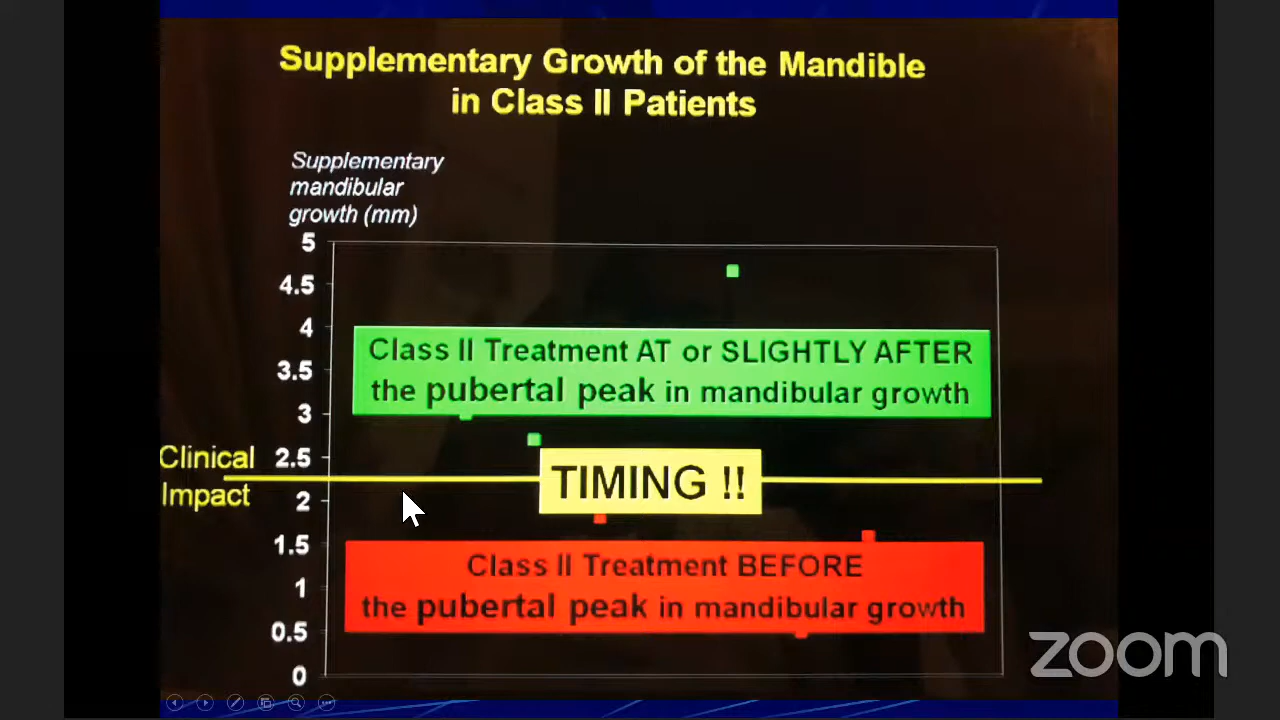 Supplementary Growth of the Mandible
in Class II Patients
Supplementary
mandibular
growth (mm)
5
4.5
4
3.5
3
2.5
2
1.5
1
0.5
0
Class II Treatment AT or SLIGHTLY AFTER
the pubertal peak in mandibular growth
Clinical
Impact
TIMING !!
Class II Treatment BEFORE
the pubertal peak in mandibular growth
zoom